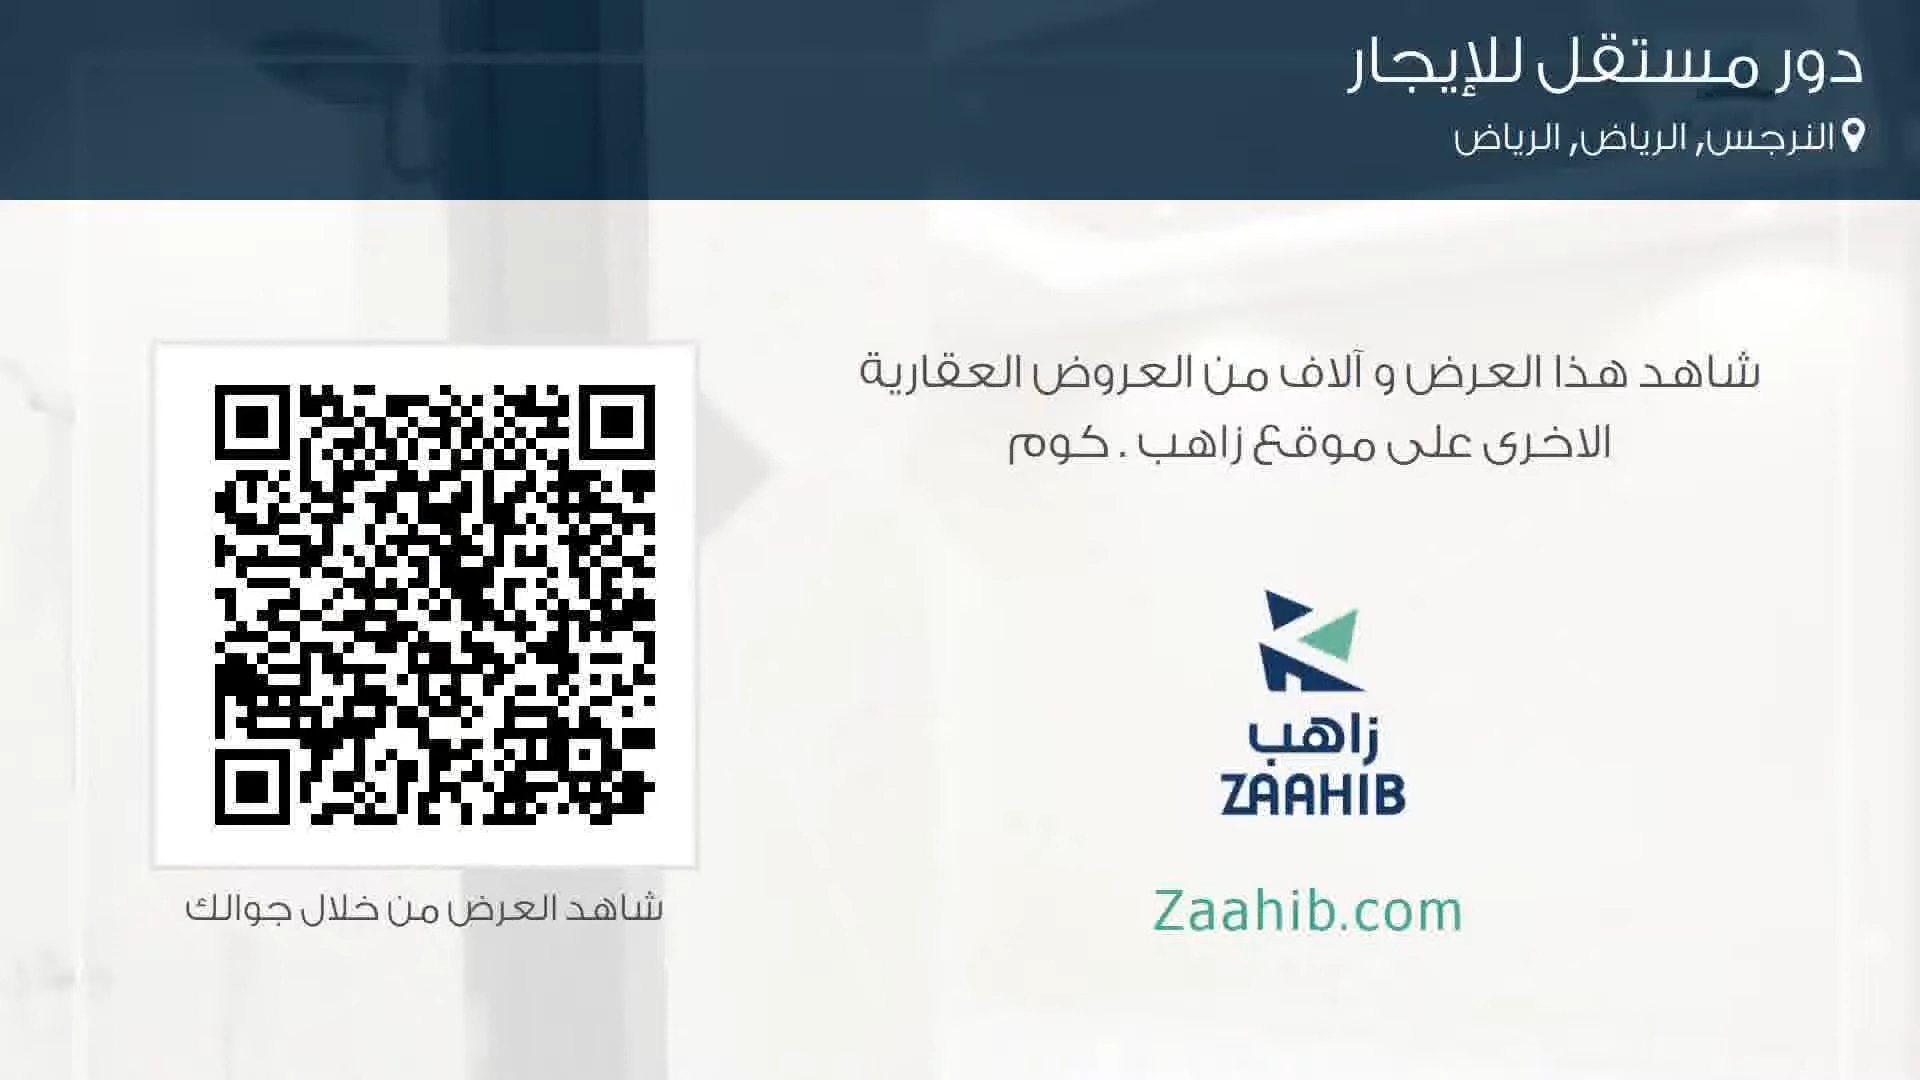 دور مستقل للإيجار
النرجس, الرياض, الرياض
شاهد هذا العرض و آلاف من العروض العقارية
الاخرى على موقع زاهب . كوم
زاهب
ZAAHIB
Zaahib.com
شاهد العرض من خلال جوالك